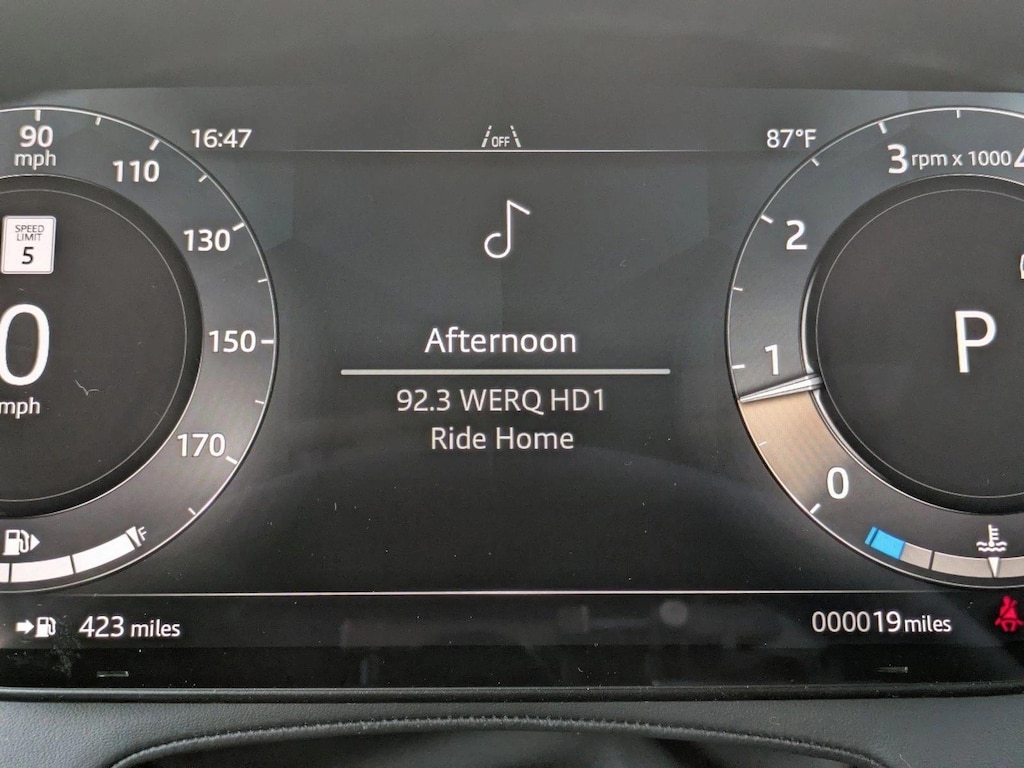 90
mph
110
130
150
170
SPEED
LIMIT
5
0
mph
F
16:47
OFF
87°F
Afternoon
92.3 WERQ HD1
Ride Home
3 rpm x 1000 4
2
1
0
P
423 miles
000019 miles